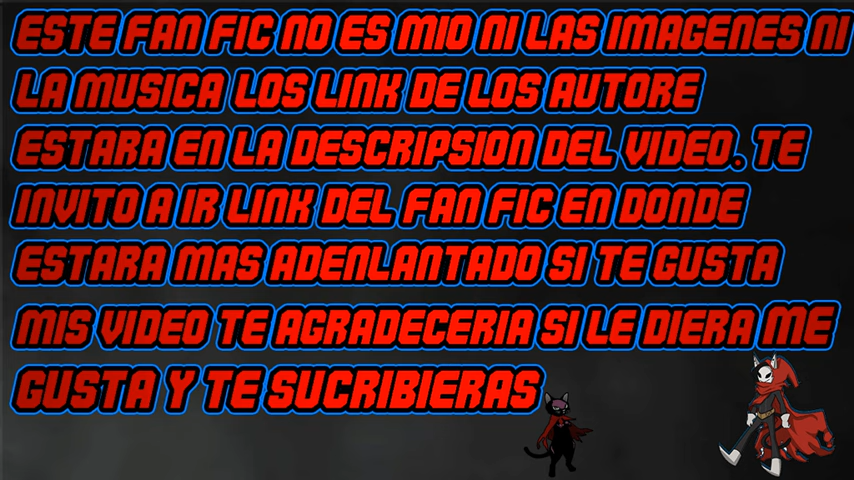 ESTE FAN FIC NO ES MIO NI LAS IMAGENES NI
LA MUSICA LOS LINK DE LOS AUTORE
ESTARA EN LA DESCRIPSION DEL VIDEO. TE
INVITO A IR LINK DEL FAN FIC EN DONDE
ESTARA MAS ADENLANTADO SI TE GUSTA
MIS VIDEO TE AGRADECERIA SI LE DIERA ME
GUSTA Y TE SUCRIBIERAS